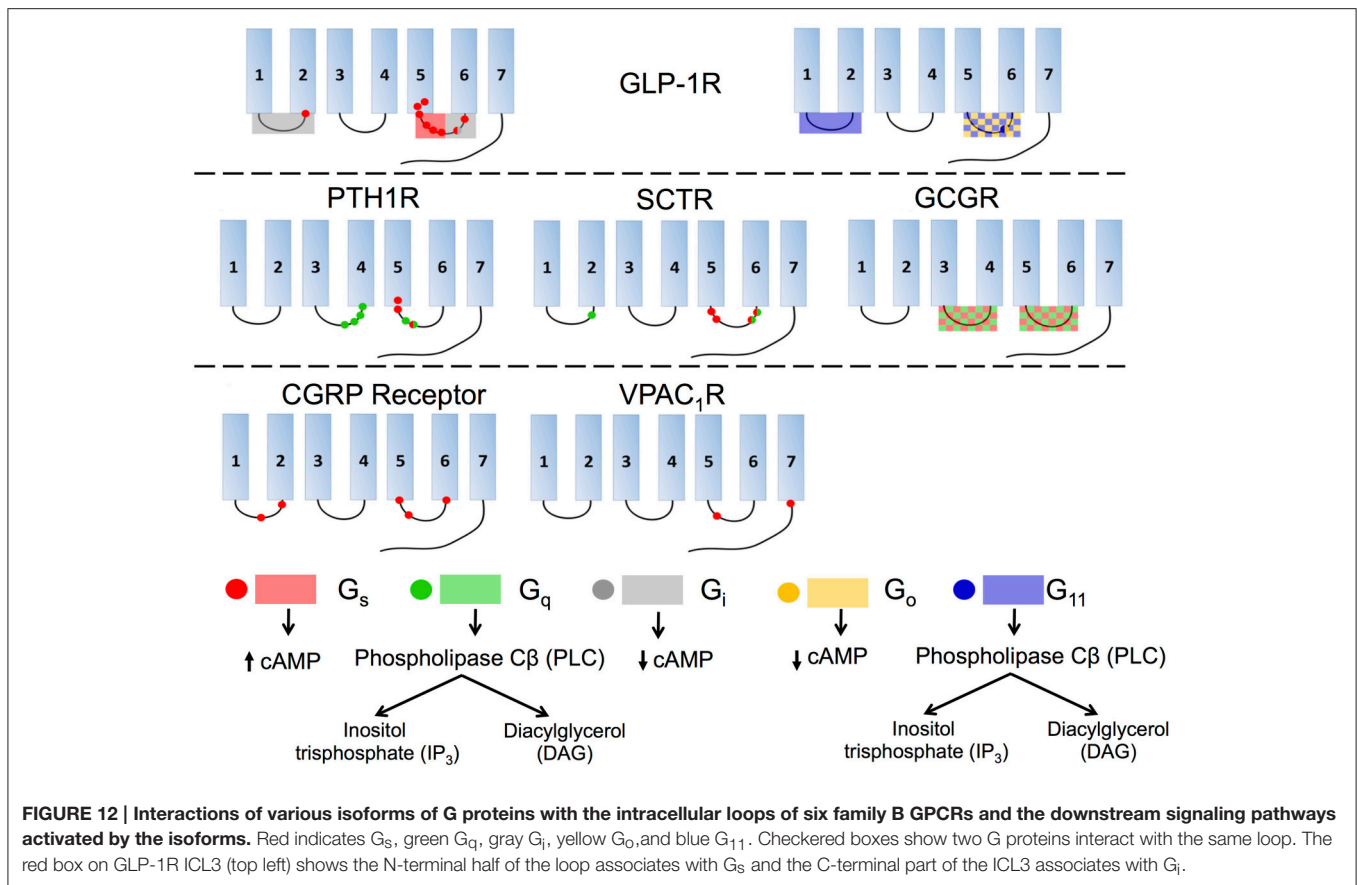 1 2 3 4 5 6 7 GLP-1R 1 2 3 4 5 6 7
PTH1R SCTR GCGR
1 2 3 4 5 6 7 1 2 3 4 5 6 7 1 2 3 4 5 6 7
CGRP Receptor VPAC₁R
1 2 3 4 5 6 7 1 2 3 4 5 6 7
Gₛ G_q Gᵢ Gₒ G₁₁
↑ cAMP Phospholipase Cβ (PLC) ↓ cAMP ↓ cAMP Phospholipase Cβ (PLC)
Inositol Diacylglycerol Inositol Diacylglycerol
trisphosphate (IP₃) (DAG) trisphosphate (IP₃) (DAG)
FIGURE 12 | Interactions of various isoforms of G proteins with the intracellular loops of six family B GPCRs and the downstream signaling pathways
activated by the isoforms. Red indicates Gₛ, green G_q, gray Gᵢ, yellow Gₒ,and blue G₁₁. Checkered boxes show two G proteins interact with the same loop. The
red box on GLP-1R ICL3 (top left) shows the N-terminal half of the loop associates with Gₛ and the C-terminal part of the ICL3 associates with Gᵢ.